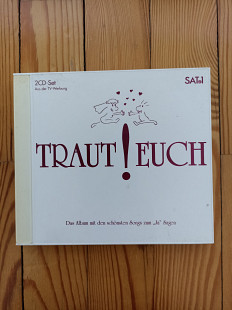 2CD-Set
Aus der TV-Werbung
SAT.1
TRAUT!EUCH
Das Album mit den schönsten Songs zum „Ja" Sagen